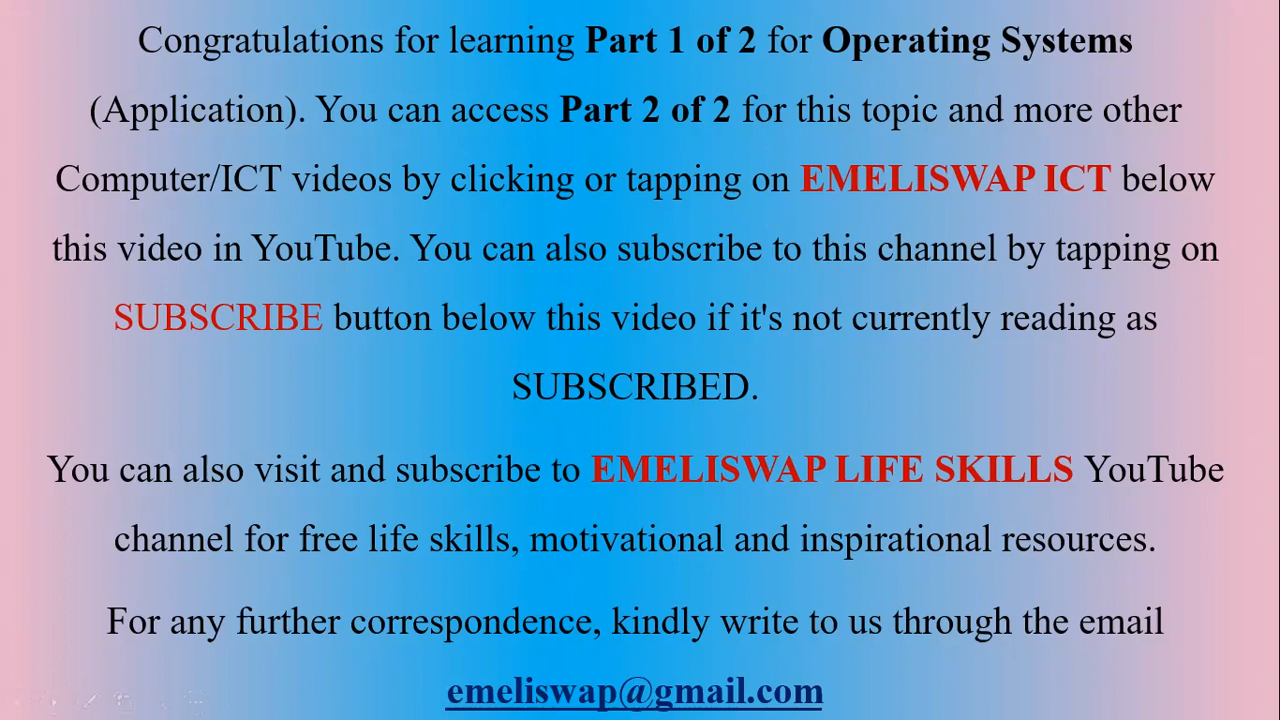 Congratulations for learning Part 1 of 2 for Operating Systems
(Application). You can access Part 2 of 2 for this topic and more other
Computer/ICT videos by clicking or tapping on EMELISWAP ICT below
this video in YouTube. You can also subscribe to this channel by tapping on
SUBSCRIBE button below this video if it's not currently reading as
SUBSCRIBED.
You can also visit and subscribe to EMELISWAP LIFE SKILLS YouTube
channel for free life skills, motivational and inspirational resources.
For any further correspondence, kindly write to us through the email
emeliswap@gmail.com